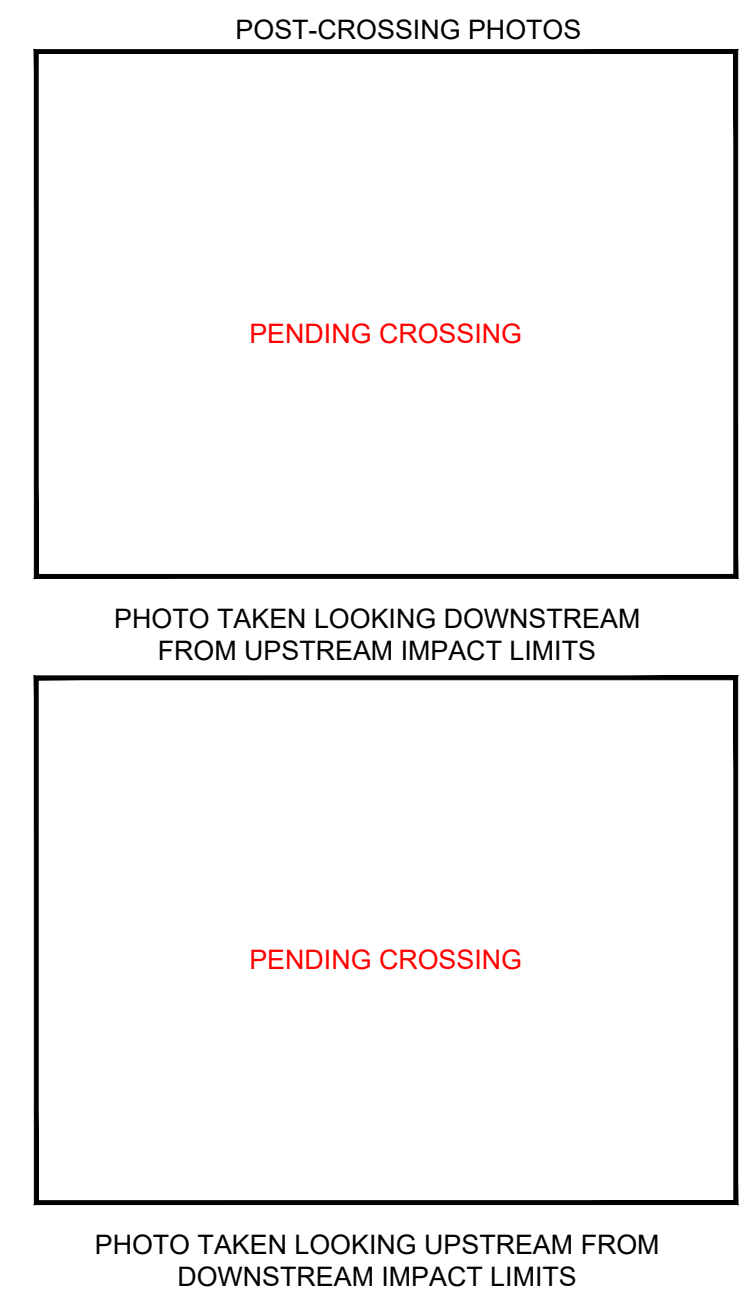 POST-CROSSING PHOTOS
PENDING CROSSING
PHOTO TAKEN LOOKING DOWNSTREAM
FROM UPSTREAM IMPACT LIMITS
PENDING CROSSING
PHOTO TAKEN LOOKING UPSTREAM FROM
DOWNSTREAM IMPACT LIMITS